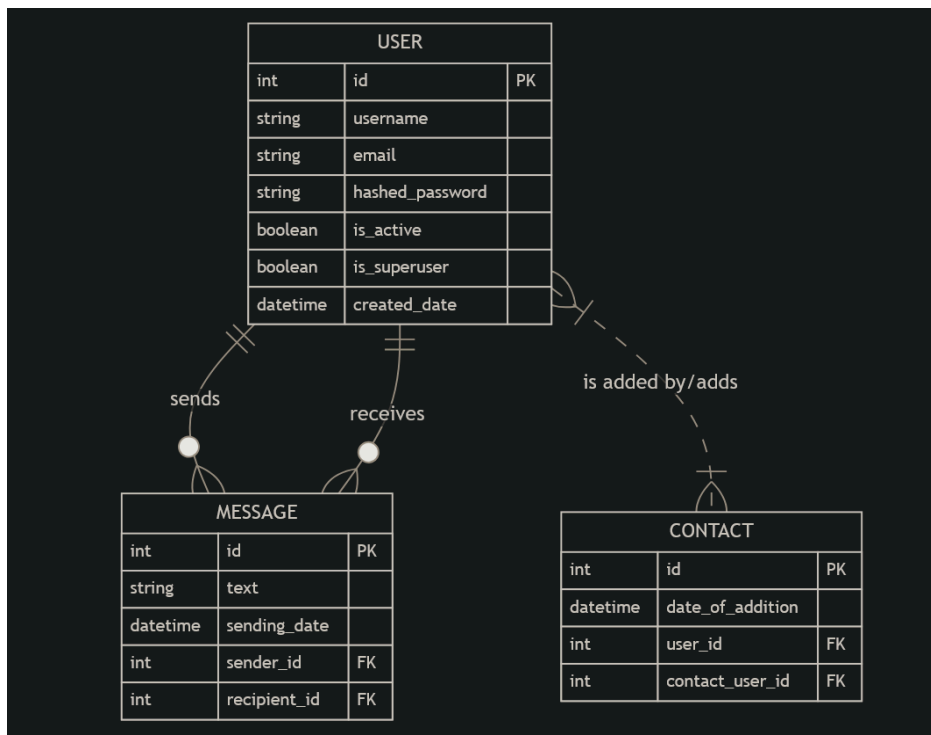 USER
int id PK
string username
string email
string hashed_password
boolean is_active
boolean is_superuser
datetime created_date
sends
receives
is added by/adds
MESSAGE
int id PK
string text
datetime sending_date
int sender_id FK
int recipient_id FK
CONTACT
int id PK
datetime date_of_addition
int user_id FK
int contact_user_id FK